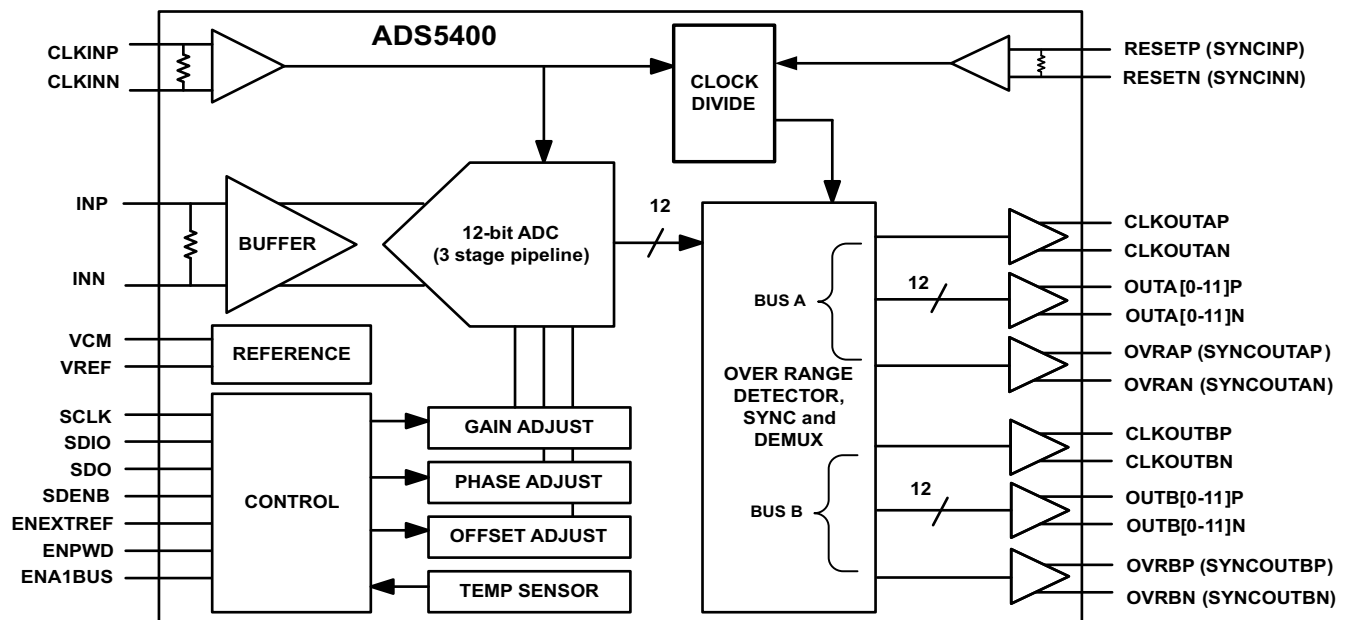 ADS5400
CLKINP
CLKINN
CLOCK
DIVIDE
RESETP (SYNCINP)
RESETN (SYNCINN)
INP
INN
BUFFER
12-bit ADC
(3 stage pipeline)
12
VCM
VREF
REFERENCE
SCLK
SDIO
SDO
SDENB
ENEXTREF
ENPWD
ENA1BUS
CONTROL
GAIN ADJUST
PHASE ADJUST
OFFSET ADJUST
TEMP SENSOR
BUS A
OVER RANGE
DETECTOR,
SYNC and
DEMUX
BUS B
12
12
CLKOUTAP
CLKOUTAN
OUTA[0-11]P
OUTA[0-11]N
OVRAP (SYNCOUTAP)
OVRAN (SYNCOUTAN)
CLKOUTBP
CLKOUTBN
OUTB[0-11]P
OUTB[0-11]N
OVRBP (SYNCOUTBP)
OVRBN (SYNCOUTBN)